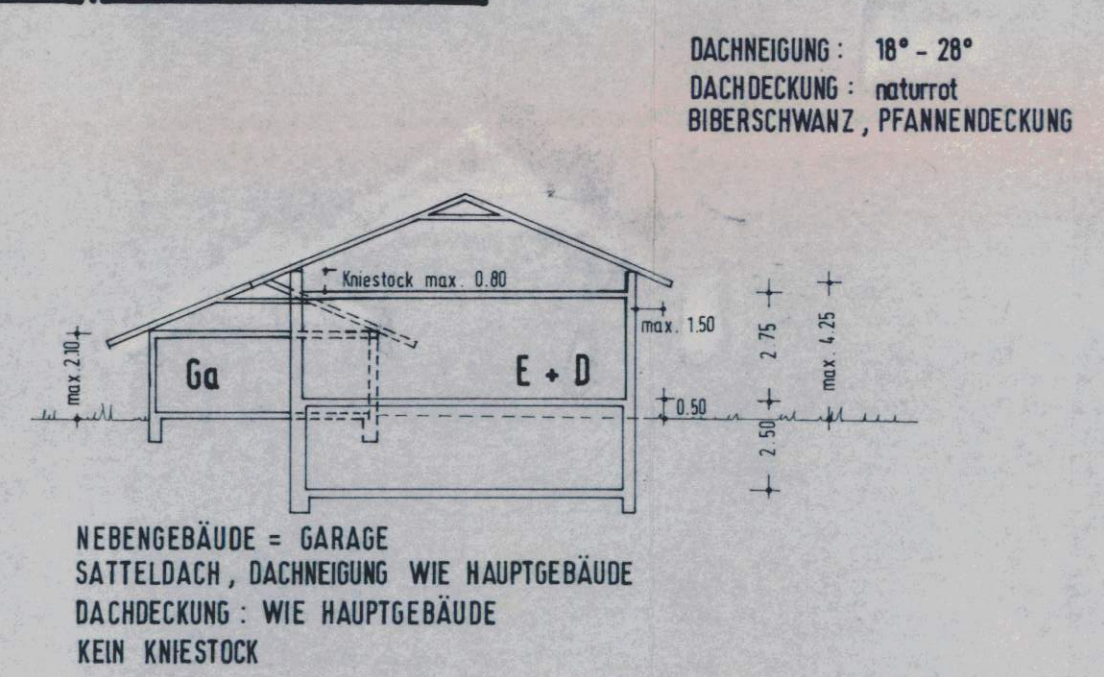 DACHNEIGUNG : 18° - 28°
DACHDECKUNG : naturrot
BIBERSCHWANZ , PFANNENDECKUNG
Kniestock max. 0.80
max. 1.50
2.75
max. 4.25
max. 2.10
Ga
E + D
0.50
2.50
NEBENGEBÄUDE = GARAGE
SATTELDACH , DACHNEIGUNG WIE HAUPTGEBÄUDE
DACHDECKUNG : WIE HAUPTGEBÄUDE
KEIN KNIESTOCK